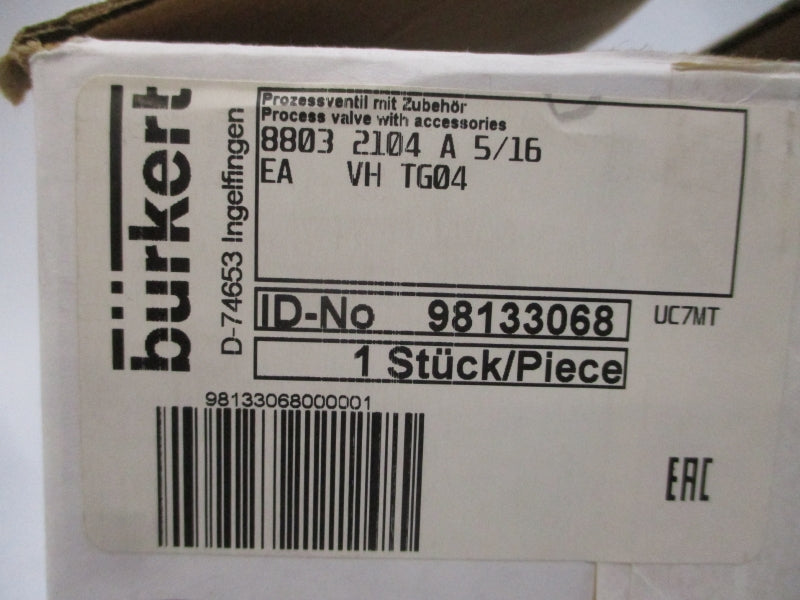 bürkert
D-74653 Ingelfingen
Prozessventil mit Zubehör
Process valve with accessories
8803 2104 A 5/16
EA VH TG04
ID-No 98133068
UC7MT
1 Stück/Piece
98133068000001
EAC